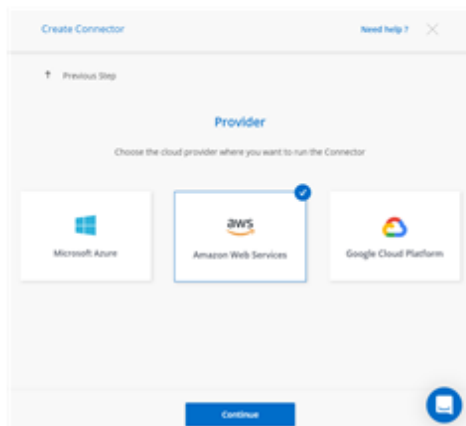 Create Connector
Need help ?
Previous Step
Provider
Choose the cloud provider where you want to run the Connector
Microsoft Azure
aws
Amazon Web Services
Google Cloud Platform
Continue